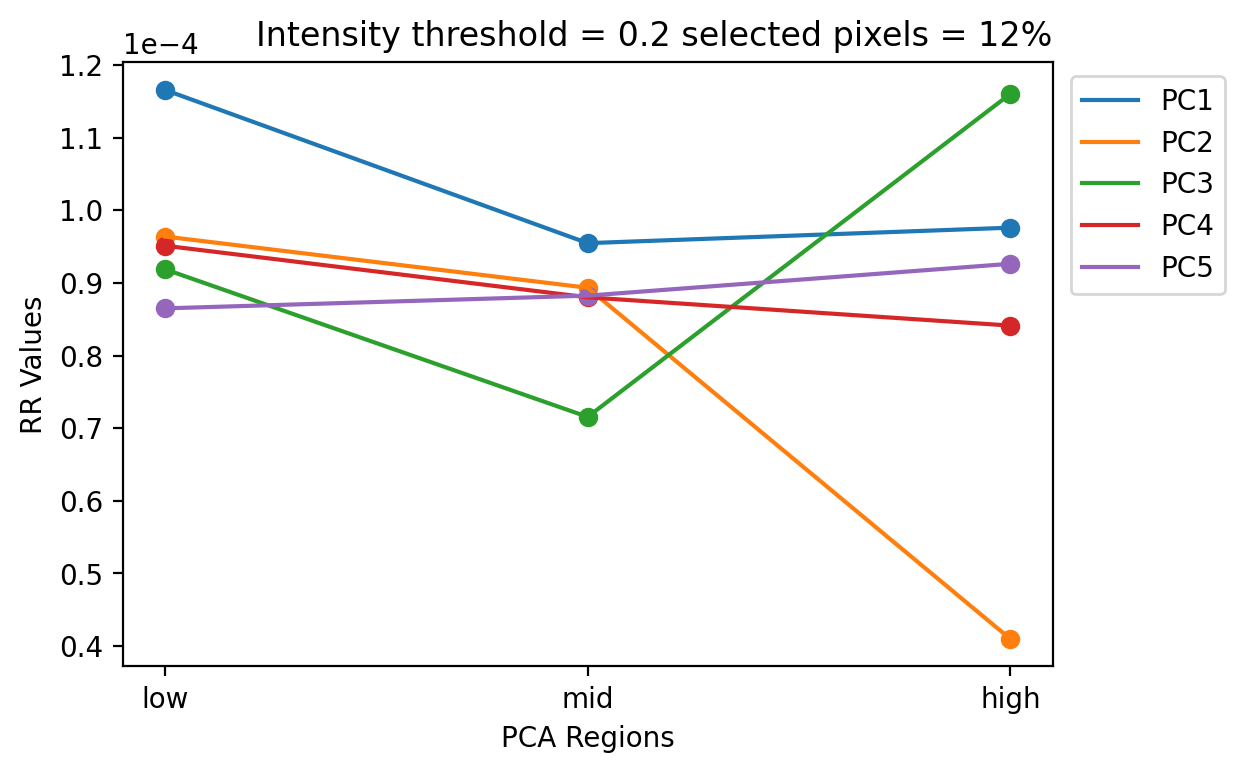 Intensity threshold = 0.2 selected pixels = 12%
1e−4
1.2
1.1
1.0
0.9
0.8
0.7
0.6
0.5
0.4
RR Values
low
mid
high
PCA Regions
PC1
PC2
PC3
PC4
PC5